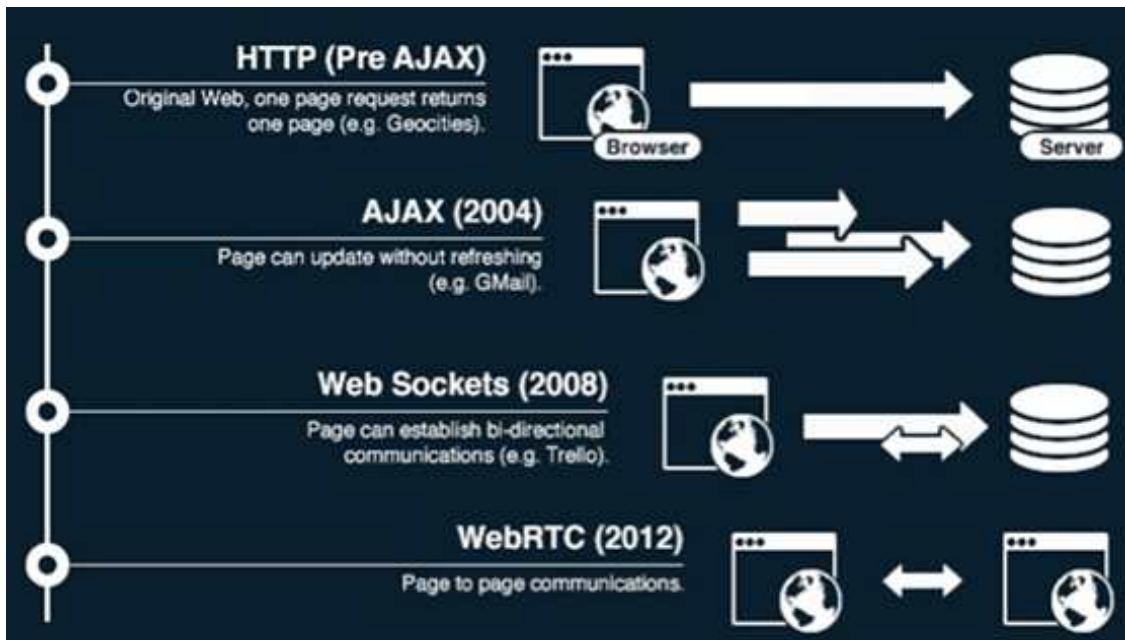 HTTP (Pre AJAX)
Original Web, one page request returns
one page (e.g. Geocities).
Browser
Server
AJAX (2004)
Page can update without refreshing
(e.g. GMail).
Web Sockets (2008)
Page can establish bi-directional
communications (e.g. Trello).
WebRTC (2012)
Page to page communications.